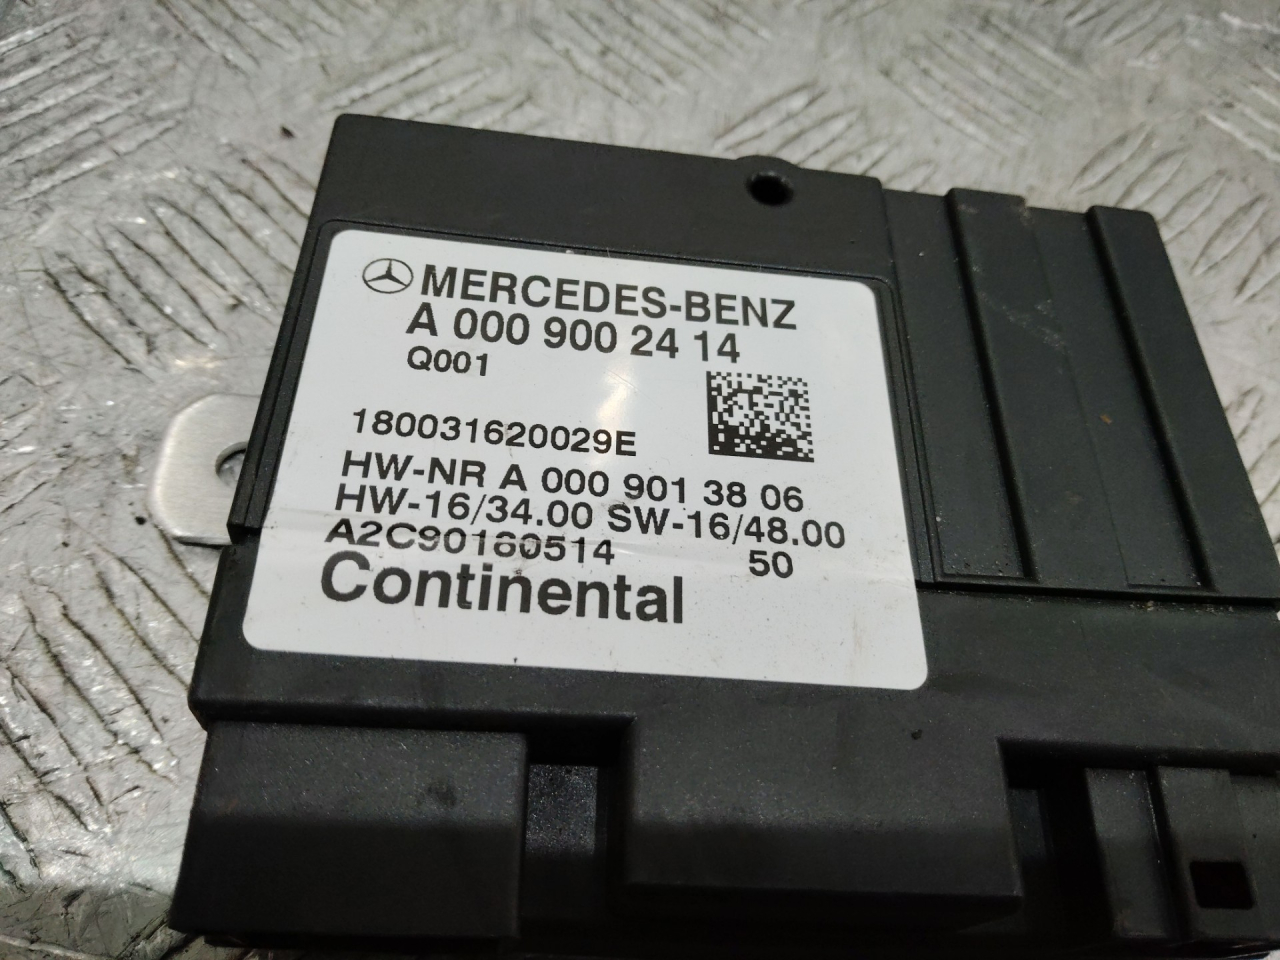 MERCEDES-BENZ
A 000 900 24 14
Q001
180031620029E
HW-NR A 000 901 38 06
HW-16/34.00 SW-16/48.00
A2C90160514 50
Continental